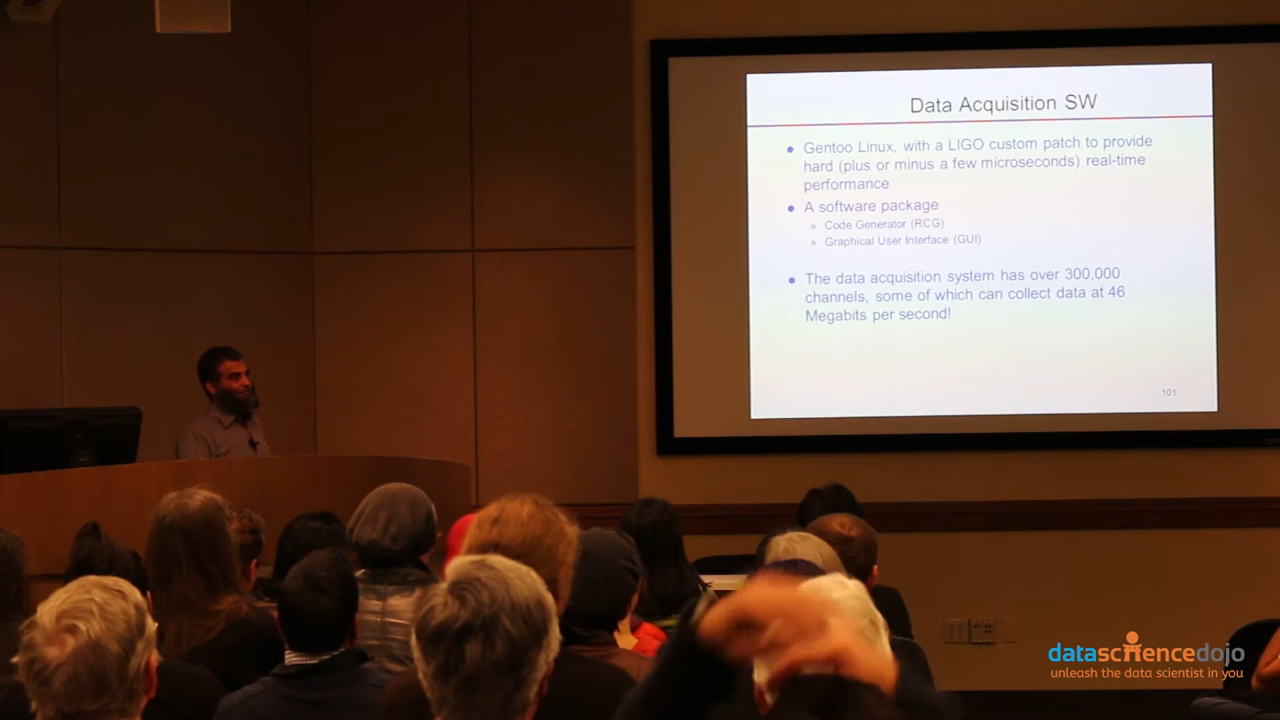 Data Acquisition SW
• Gentoo Linux, with a LIGO custom patch to provide
hard (plus or minus a few microseconds) real-time
performance
• A software package
» Code Generator (RCG)
» Graphical User Interface (GUI)
• The data acquisition system has over 300,000
channels, some of which can collect data at 46
Megabits per second!
101
datasciencedojo
unleash the data scientist in you